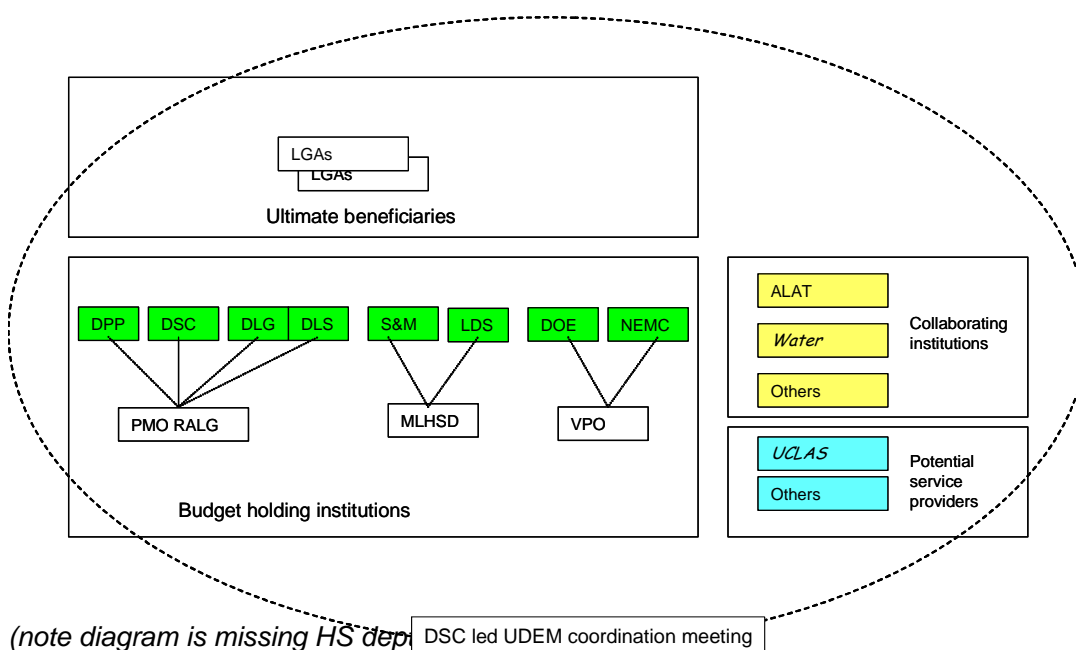 LGAs
LGAs
Ultimate beneficiaries
DPP
DSC
DLG
DLS
S&M
LDS
DOE
NEMC
PMO RALG
MLHSD
VPO
Budget holding institutions
ALAT
Water
Others
Collaborating
institutions
UCLAS
Others
Potential
service
providers
(note diagram is missing HS dep
DSC led UDEM coordination meeting